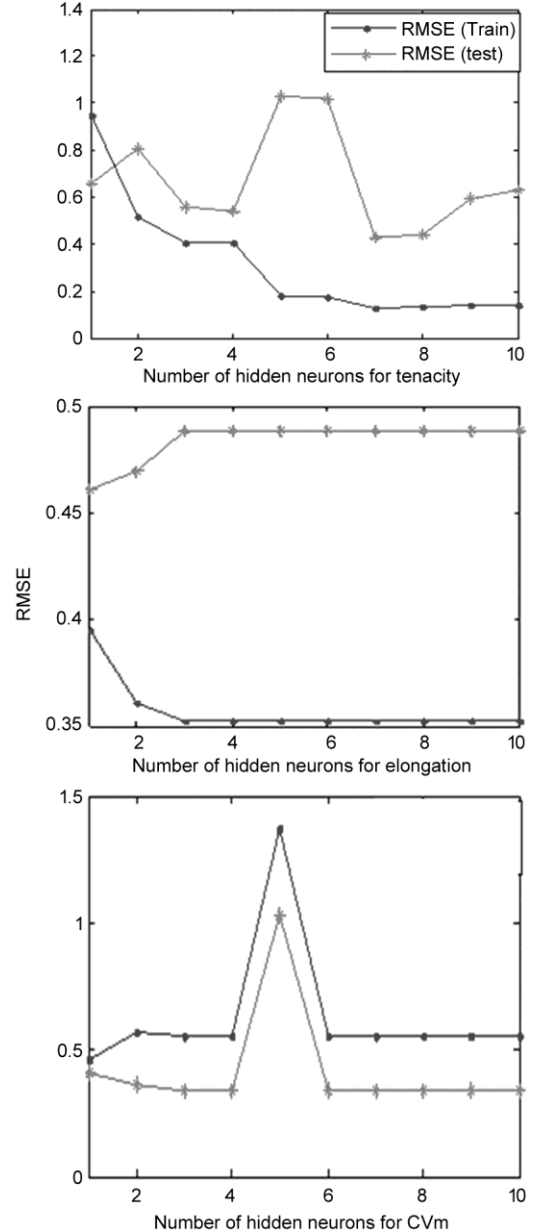 1.4
1.2
1
0.8
0.6
0.4
0.2
0
RMSE (Train)
RMSE (test)
2 4 6 8 10
Number of hidden neurons for tenacity
0.5
0.45
0.4
0.35
RMSE
2 4 6 8 10
Number of hidden neurons for elongation
1.5
1
0.5
0
2 4 6 8 10
Number of hidden neurons for CVm